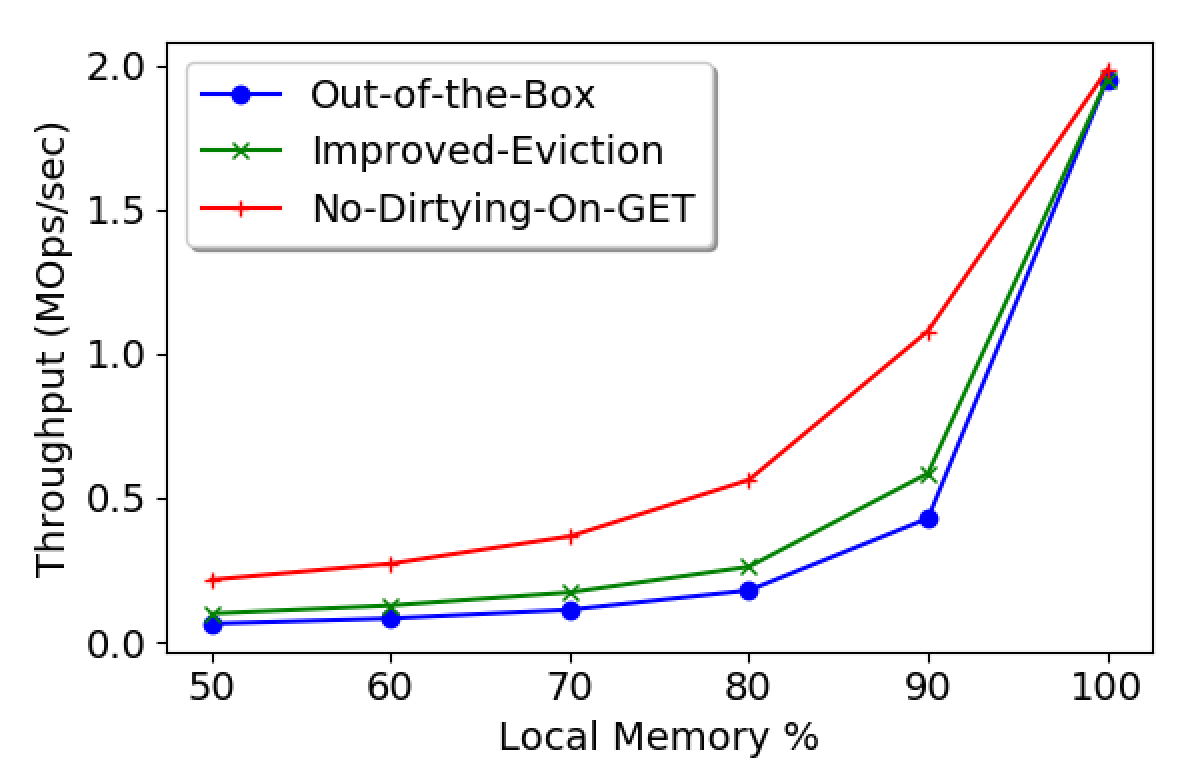 2.0
1.5
1.0
0.5
0.0
Throughput (MOps/sec)
Out-of-the-Box
Improved-Eviction
No-Dirtying-On-GET
50 60 70 80 90 100
Local Memory %